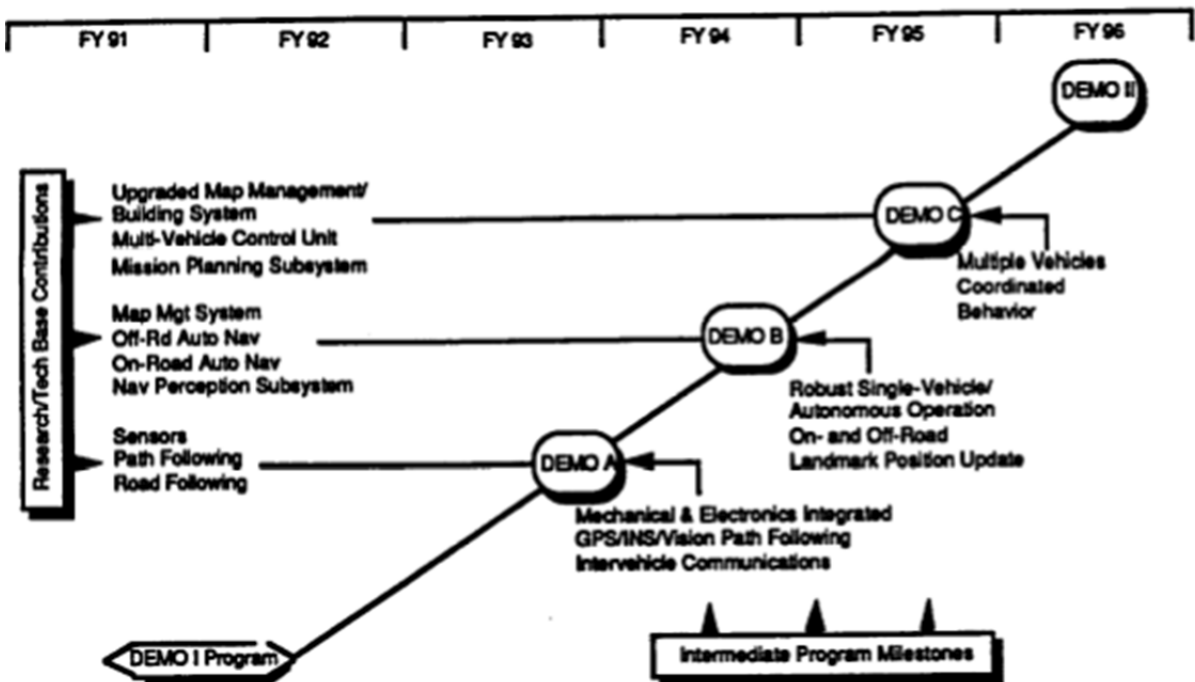 FY 91 FY 92 FY 93 FY 94 FY 95 FY 96
DEMO II
Research/Tech Base Contributions
Upgraded Map Management/
Building System
Multi-Vehicle Control Unit
Mission Planning Subsystem
DEMO C
Multiple Vehicles
Coordinated
Behavior
Map Mgt System
Off-Rd Auto Nav
On-Road Auto Nav
Nav Perception Subsystem
DEMO B
Robust Single-Vehicle/
Autonomous Operation
On- and Off-Road
Landmark Position Update
Sensors
Path Following
Road Following
DEMO A
Mechanical & Electronics Integrated
GPS/INS/Vision Path Following
Intervehicle Communications
DEMO I Program
Intermediate Program Milestones